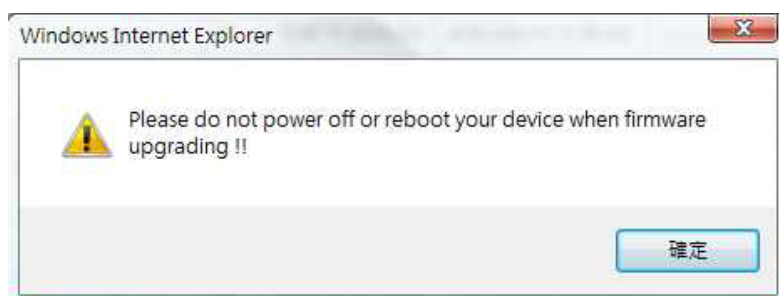 Windows Internet Explorer
Please do not power off or reboot your device when firmware
upgrading !!
確定